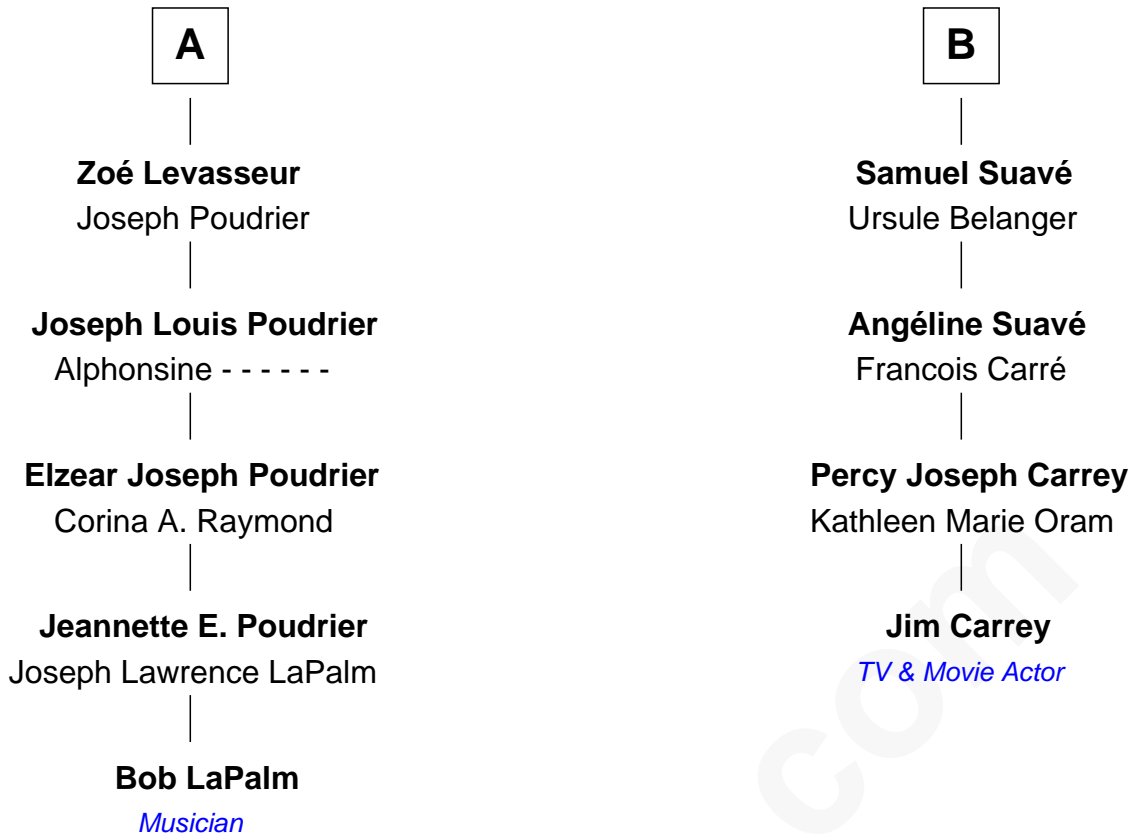 A
Zoé Levasseur
Joseph Poudrier
Joseph Louis Poudrier
Alphonsine - - - - - -
Elzear Joseph Poudrier
Corina A. Raymond
Jeannette E. Poudrier
Joseph Lawrence LaPalm
Bob LaPalm
Musician
B
Samuel Suavé
Ursule Belanger
Angéline Suavé
Francois Carré
Percy Joseph Carrey
Kathleen Marie Oram
Jim Carrey
TV & Movie Actor
com